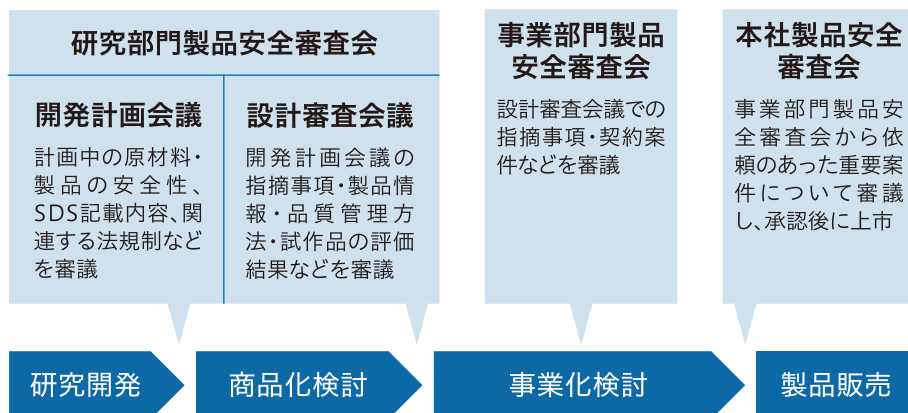 研究部門製品安全審査会
開発計画会議
計画中の原材料・
製品の安全性、
SDS記載内容、関
連する法規制など
を審議
設計審査会議
開発計画会議の
指摘事項・製品情
報・品質管理方
法・試作品の評価
結果などを審議
事業部門製品
安全審査会
設計審査会議での
指摘事項・契約案
件などを審議
本社製品安全
審査会
事業部門製品安
全審査会から依
頼のあった重要案
件について審議
し、承認後に上市
研究開発
商品化検討
事業化検討
製品販売